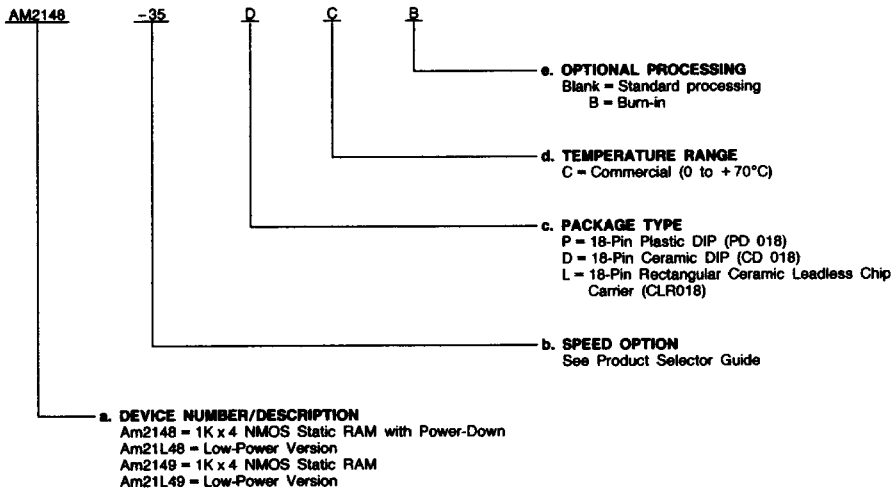 AM2148 -35 D C B
e. OPTIONAL PROCESSING
Blank = Standard processing
B = Burn-in
d. TEMPERATURE RANGE
C = Commercial (0 to +70°C)
c. PACKAGE TYPE
P = 18-Pin Plastic DIP (PD 018)
D = 18-Pin Ceramic DIP (CD 018)
L = 18-Pin Rectangular Ceramic Leadless Chip
Carrier (CLR018)
b. SPEED OPTION
See Product Selector Guide
a. DEVICE NUMBER/DESCRIPTION
Am2148 = 1K x 4 NMOS Static RAM with Power-Down
Am21L48 = Low-Power Version
Am2149 = 1K x 4 NMOS Static RAM
Am21L49 = Low-Power Version